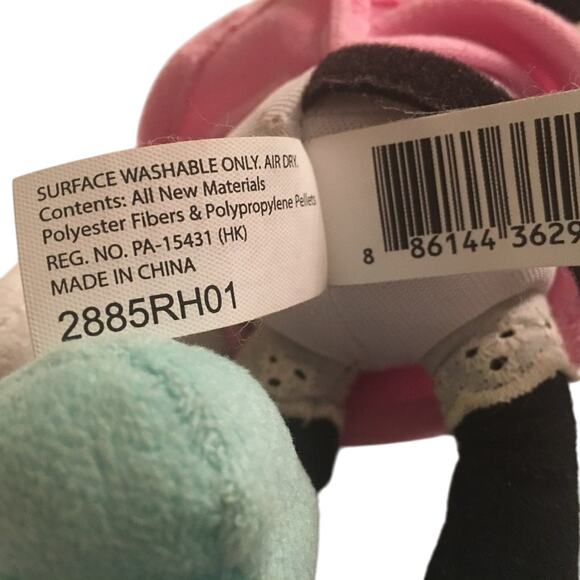 SURFACE WASHABLE ONLY. AIR DRY.
Contents: All New Materials
Polyester Fibers & Polypropylene Pellets
REG. NO. PA-15431 (HK)
MADE IN CHINA
2885RH01
8 86144 3629